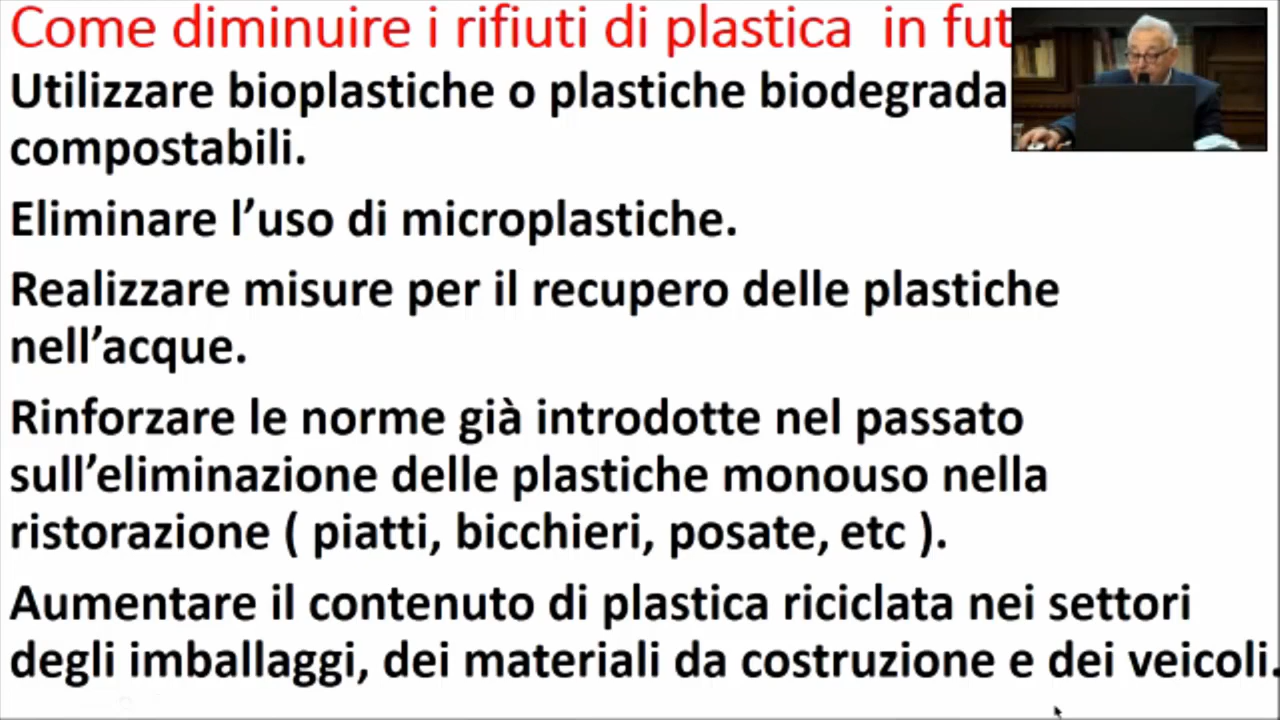 Come diminuire i rifiuti di plastica in fut
Utilizzare bioplastiche o plastiche biodegrada
compostabili.
Eliminare l’uso di microplastiche.
Realizzare misure per il recupero delle plastiche
nell’acque.
Rinforzare le norme già introdotte nel passato
sull’eliminazione delle plastiche monouso nella
ristorazione ( piatti, bicchieri, posate, etc ).
Aumentare il contenuto di plastica riciclata nei settori
degli imballaggi, dei materiali da costruzione e dei veicoli.